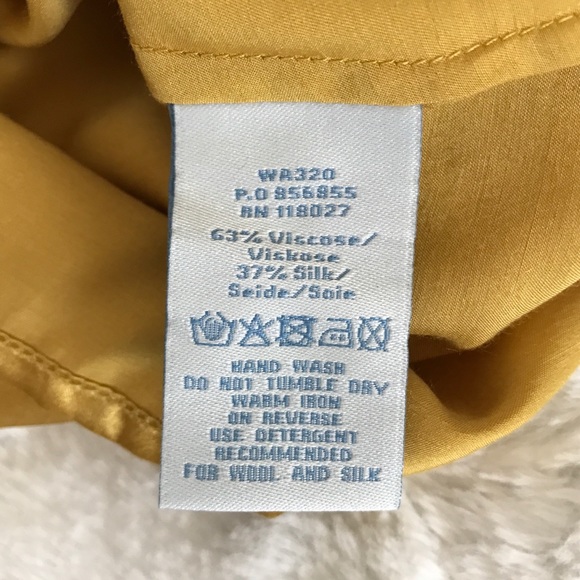 WA320
P.O 856855
RN 118027
63% Viscose/
Viskose
37% Silk/
Seide/Soie
HAND WASH
DO NOT TUMBLE DRY
WARM IRON
ON REVERSE
USE DETERGENT
RECOMMENDED
FOR WOOL AND SILK